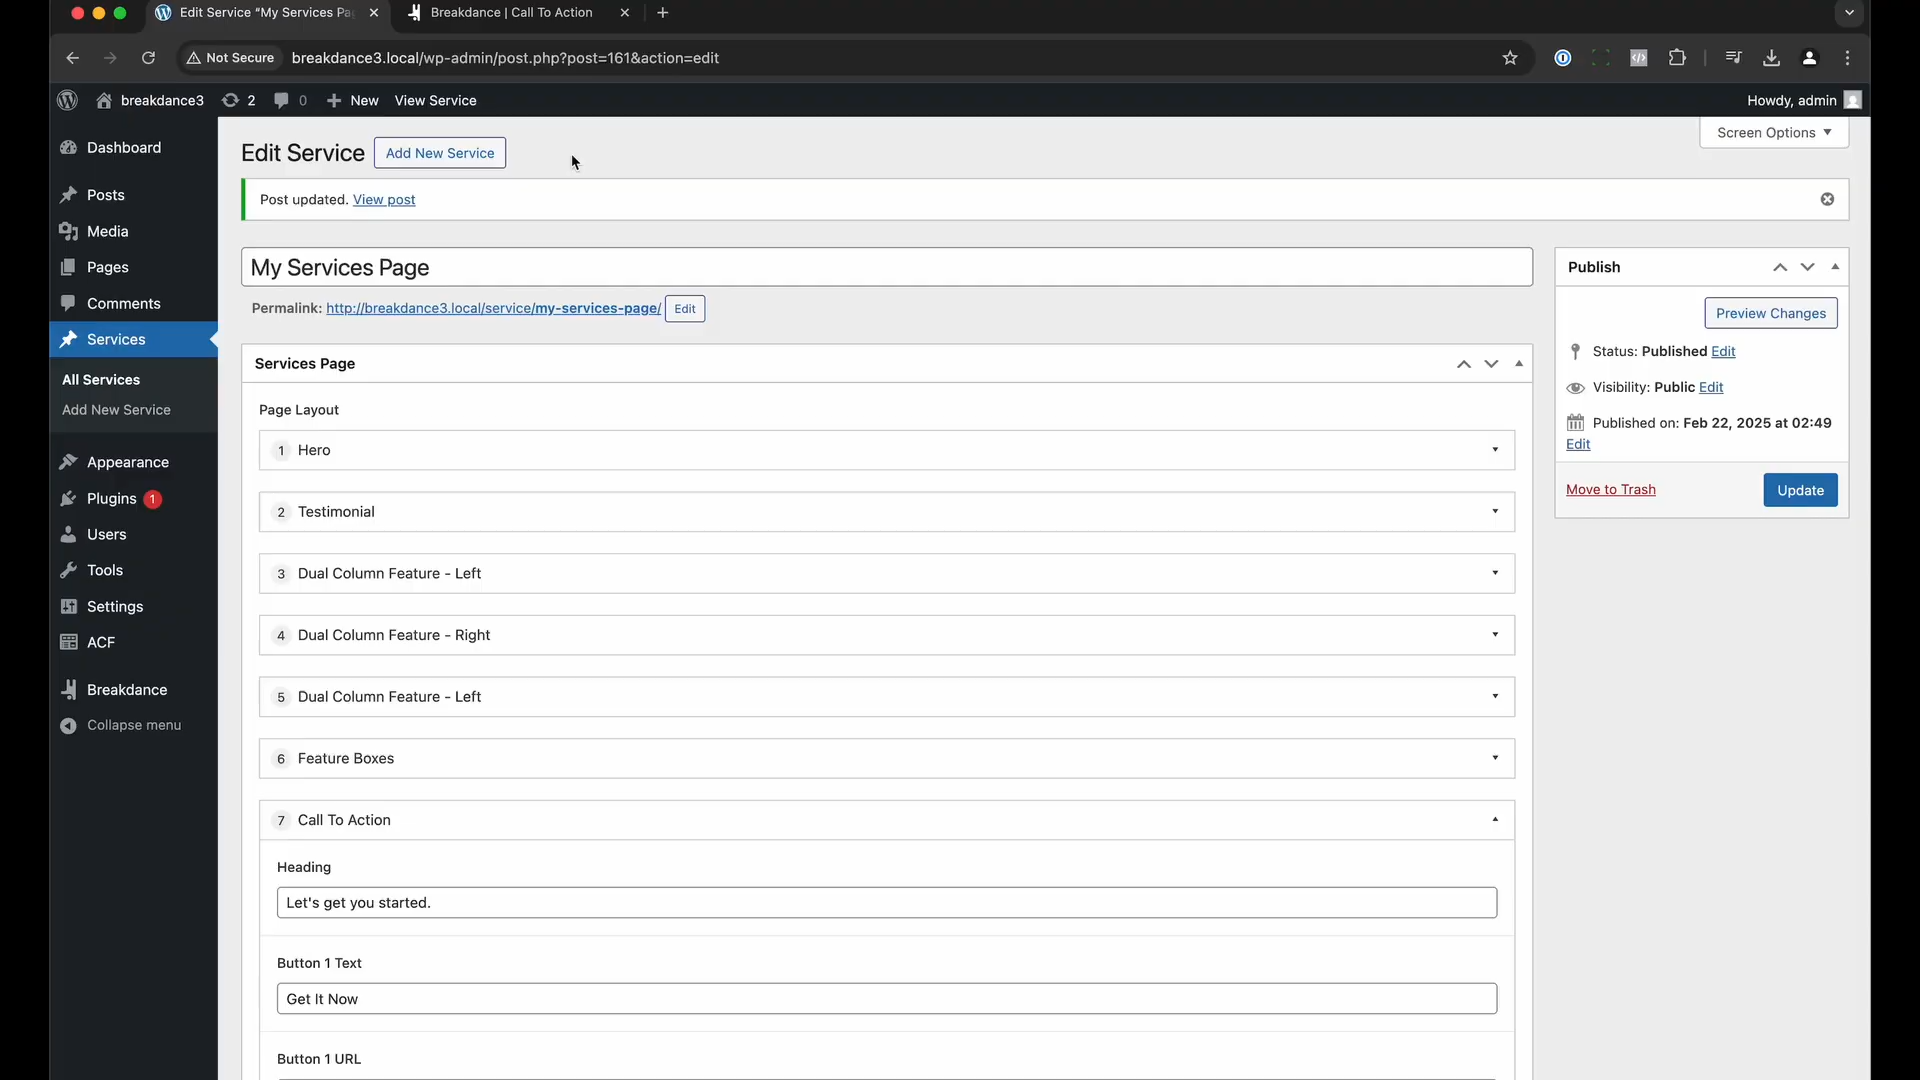 Edit Service “My Services Pa
Breakdance | Call To Action
Not Secure
breakdance3.local/wp-admin/post.php?post=161&action=edit
breakdance3
2
0
New
View Service
Howdy, admin
Dashboard
Posts
Media
Pages
Comments
Services
All Services
Add New Service
Appearance
Plugins 1
Users
Tools
Settings
ACF
Breakdance
Collapse menu
Edit Service
Add New Service
Screen Options
Post updated. View post
My Services Page
Permalink: http://breakdance3.local/service/my-services-page/ Edit
Services Page
Page Layout
1 Hero
2 Testimonial
3 Dual Column Feature - Left
4 Dual Column Feature - Right
5 Dual Column Feature - Left
6 Feature Boxes
7 Call To Action
Heading
Let's get you started.
Button 1 Text
Get It Now
Button 1 URL
Publish
Preview Changes
Status: Published Edit
Visibility: Public Edit
Published on: Feb 22, 2025 at 02:49
Edit
Move to Trash
Update